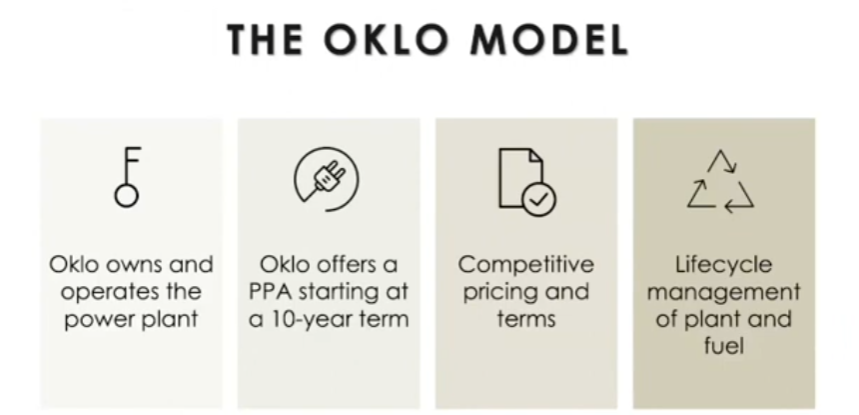 THE OKLO MODEL
Oklo owns and
operates the
power plant
Oklo offers a
PPA starting at
a 10-year term
Competitive
pricing and
terms
Lifecycle
management
of plant and
fuel